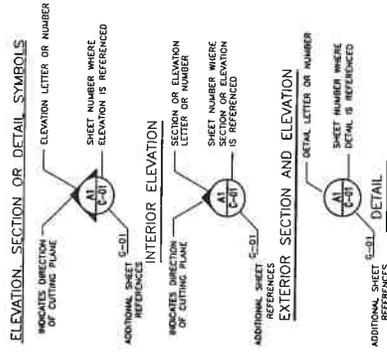 ELEVATION, SECTION OR DETAIL SYMBOLS
INDICATES DIRECTION
OF CUTTING PLANE
ELEVATION LETTER OR NUMBER
A1
C-01
SHEET NUMBER WHERE
ELEVATION IS REFERENCED
G-01
ADDITIONAL SHEET
REFERENCES
INTERIOR ELEVATION
INDICATES DIRECTION
OF CUTTING PLANE
SECTION OR ELEVATION
LETTER OR NUMBER
A1
C-01
SHEET NUMBER WHERE
SECTION OR ELEVATION
IS REFERENCED
G-01
ADDITIONAL SHEET
REFERENCES
EXTERIOR SECTION AND ELEVATION
DETAIL LETTER OR NUMBER
A1
C-01
SHEET NUMBER WHERE
DETAIL IS REFERENCED
G-01
ADDITIONAL SHEET
REFERENCES
DETAIL